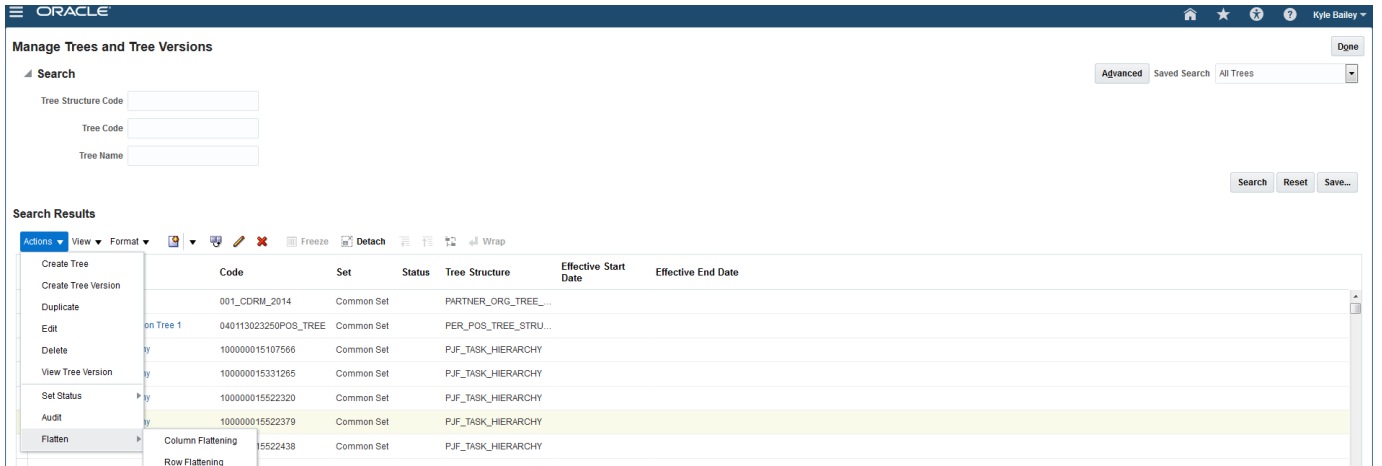 ORACLE
Kyle Bailey
Manage Trees and Tree Versions
Done
Search
Advanced Saved Search All Trees
Tree Structure Code
Tree Code
Tree Name
Search Reset Save...
Search Results
Actions View Format Freeze Detach Wrap
Create Tree
Create Tree Version
Duplicate
Edit
Delete
View Tree Version
Set Status
Audit
Flatten
Column Flattening
Row Flattening
Code Set Status Tree Structure Effective Start Date Effective End Date
001_CDRM_2014 Common Set PARTNER_ORG_TREE_...
on Tree 1 040113023250POS_TREE Common Set PER_POS_TREE_STRU...
hy 100000015107566 Common Set PJF_TASK_HIERARCHY
hy 100000015331265 Common Set PJF_TASK_HIERARCHY
hy 100000015522320 Common Set PJF_TASK_HIERARCHY
hy 100000015522379 Common Set PJF_TASK_HIERARCHY
15522438 Common Set PJF_TASK_HIERARCHY